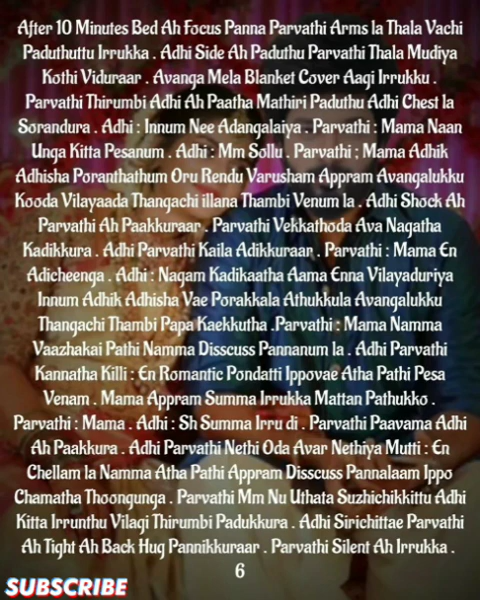 After 10 Minutes Bed Ah Focus Panna Parvathi Arms la Thala Vachi
Paduthuttu Irrukka . Adhi Side Ah Paduthu Parvathi Thala Mudiya
Kothi Viduraar . Avanga Mela Blanket Cover Aagi Irrukku .
Parvathi Thirumbi Adhi Ah Paatha Mathiri Paduthu Adhi Chest la
Sorandura . Adhi : Innum Nee Adangalaiya . Parvathi : Mama Naan
Unga Kitta Pesanum . Adhi : Mm Sollu . Parvathi ; Mama Adhik
Adhisha Poranthathum Oru Rendu Varusham Appram Avangalukku
Kooda Vilayaada Thangachi illana Thambi Venum la . Adhi Shock Ah
Parvathi Ah Paakkuraar . Parvathi Vekkathoda Ava Nagatha
Kadikkura . Adhi Parvathi Kaila Adikkuraar . Parvathi : Mama En
Adicheenga . Adhi : Nagam Kadikaatha Aama Enna Vilayaduriya
Innum Adhik Adhisha Vae Porakkala Athukkula Avangalukku
Thangachi Thambi Papa Kaekkutha .Parvathi : Mama Namma
Vaazhakai Pathi Namma Disscuss Pannanum la . Adhi Parvathi
Kannatha Killi : En Romantic Pondatti Ippovae Atha Pathi Pesa
Venam . Mama Appram Summa Irrukka Mattan Pathukko .
Parvathi : Mama . Adhi : Sh Summa Irru di . Parvathi Paavama Adhi
Ah Paakkura . Adhi Parvathi Nethi Oda Avar Nethiya Mutti : En
Chellam la Namma Atha Pathi Appram Disscuss Pannalaam Ippo
Chamatha Thoongunga . Parvathi Mm Nu Uthata Suzhichikkittu Adhi
Kitta Irrunthu Vilagi Thirumbi Padukkura . Adhi Sirichittae Parvathi
Ah Tight Ah Back Hug Pannikkuraar . Parvathi Silent Ah Irrukka .
6
SUBSCRIBE